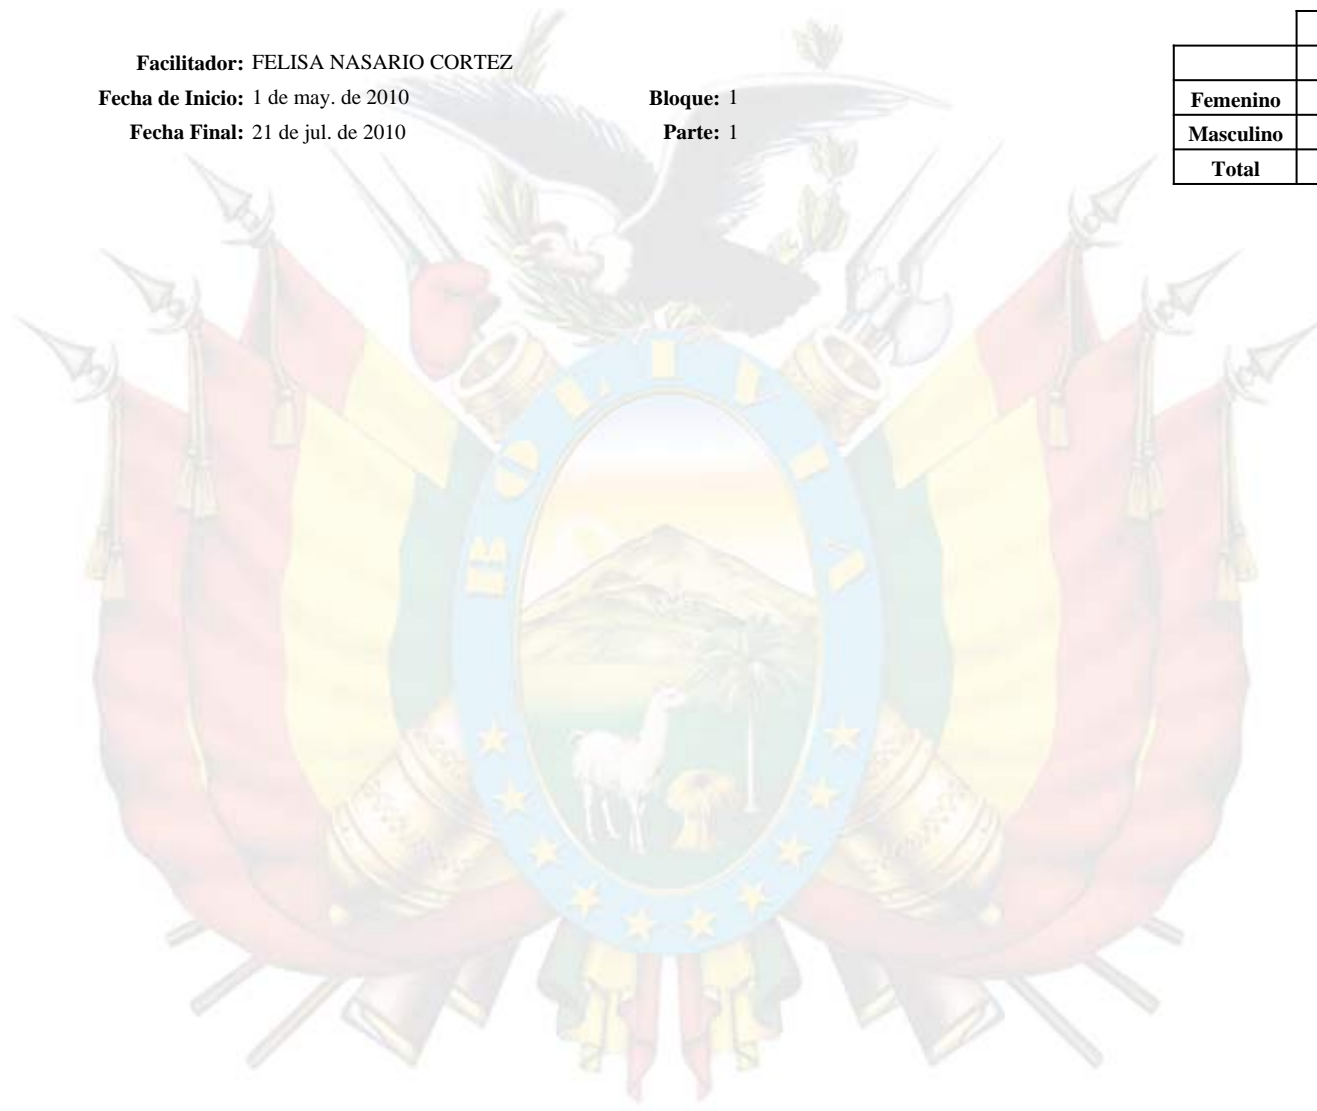 Facilitador: FELISA NASARIO CORTEZ
Fecha de Inicio: 1 de may. de 2010 Bloque: 1
Fecha Final: 21 de jul. de 2010 Parte: 1
Femenino
Masculino
Total
BOLIVIA